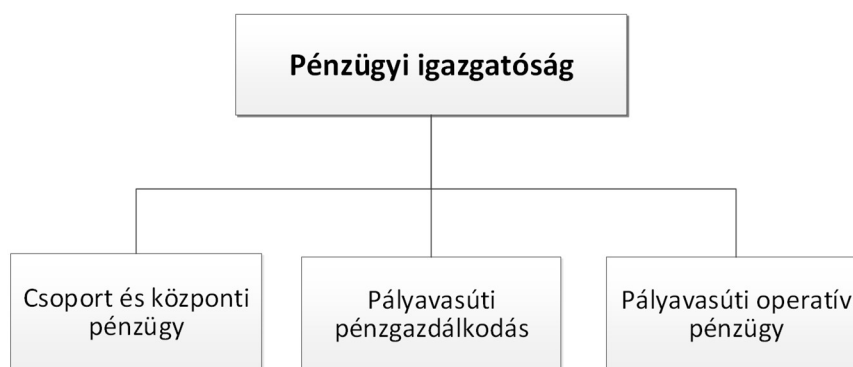 Pénzügyi igazgatóság
Csoport és központi
pénzügy
Pályavasúti
pénzgazdálkodás
Pályavasúti operatív
pénzügy